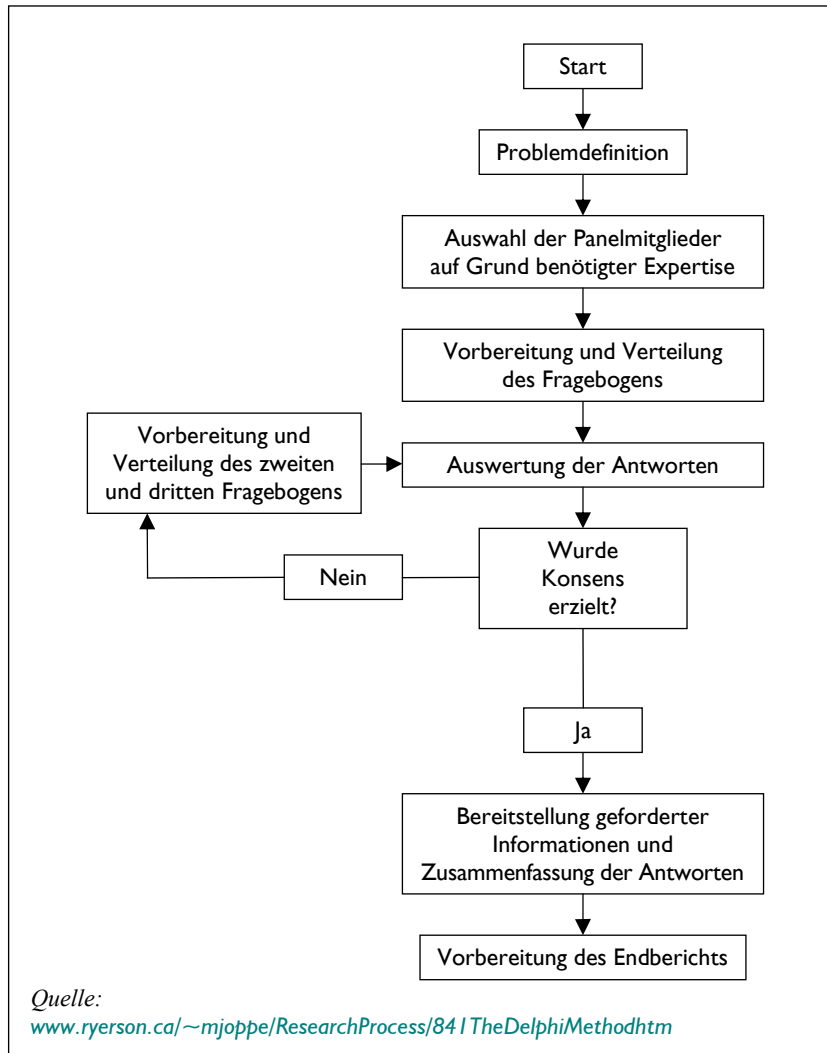 Start
Problemdefinition
Auswahl der Panelmitglieder
auf Grund benötigter Expertise
Vorbereitung und Verteilung
des Fragebogens
Vorbereitung und
Verteilung des zweiten
und dritten Fragebogens
Auswertung der Antworten
Wurde
Konsens
erzielt?
Nein
Ja
Bereitstellung geforderter
Informationen und
Zusammenfassung der Antworten
Vorbereitung des Endberichts
Quelle:
www.ryerson.ca/~mjoppe/ResearchProcess/841TheDelphiMethodhtm